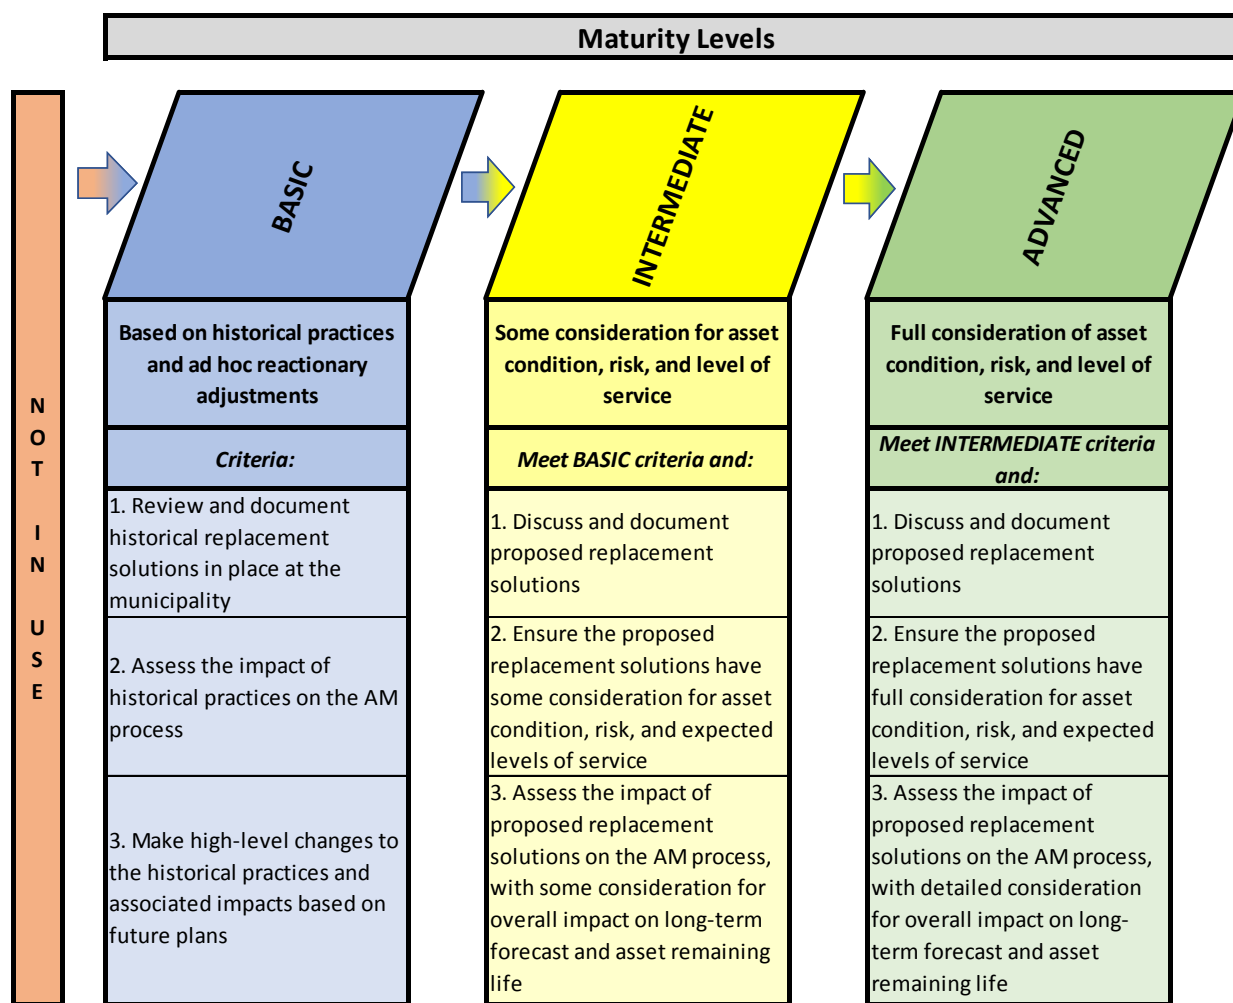 Maturity Levels
NOT IN USE
BASIC
Based on historical practices
and ad hoc reactionary
adjustments
Criteria:
1. Review and document
historical replacement
solutions in place at the
municipality
2. Assess the impact of
historical practices on the AM
process
3. Make high-level changes to
the historical practices and
associated impacts based on
future plans
INTERMEDIATE
Some consideration for asset
condition, risk, and level of
service
Meet BASIC criteria and:
1. Discuss and document
proposed replacement
solutions
2. Ensure the proposed
replacement solutions have
some consideration for asset
condition, risk, and expected
levels of service
3. Assess the impact of
proposed replacement
solutions on the AM process,
with some consideration for
overall impact on long-term
forecast and asset remaining
life
ADVANCED
Full consideration of asset
condition, risk, and level of
service
Meet INTERMEDIATE criteria
and:
1. Discuss and document
proposed replacement
solutions
2. Ensure the proposed
replacement solutions have
full consideration for asset
condition, risk, and expected
levels of service
3. Assess the impact of
proposed replacement
solutions on the AM process,
with detailed consideration
for overall impact on long-
term forecast and asset
remaining life